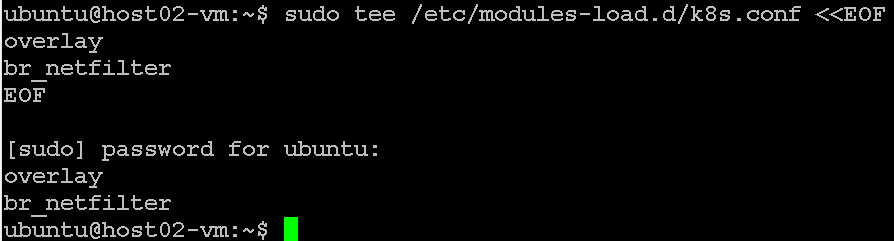 ubuntu@host02-vm:~$ sudo tee /etc/modules-load.d/k8s.conf <<EOF
overlay
br_netfilter
EOF
[sudo] password for ubuntu:
overlay
br_netfilter
ubuntu@host02-vm:~$